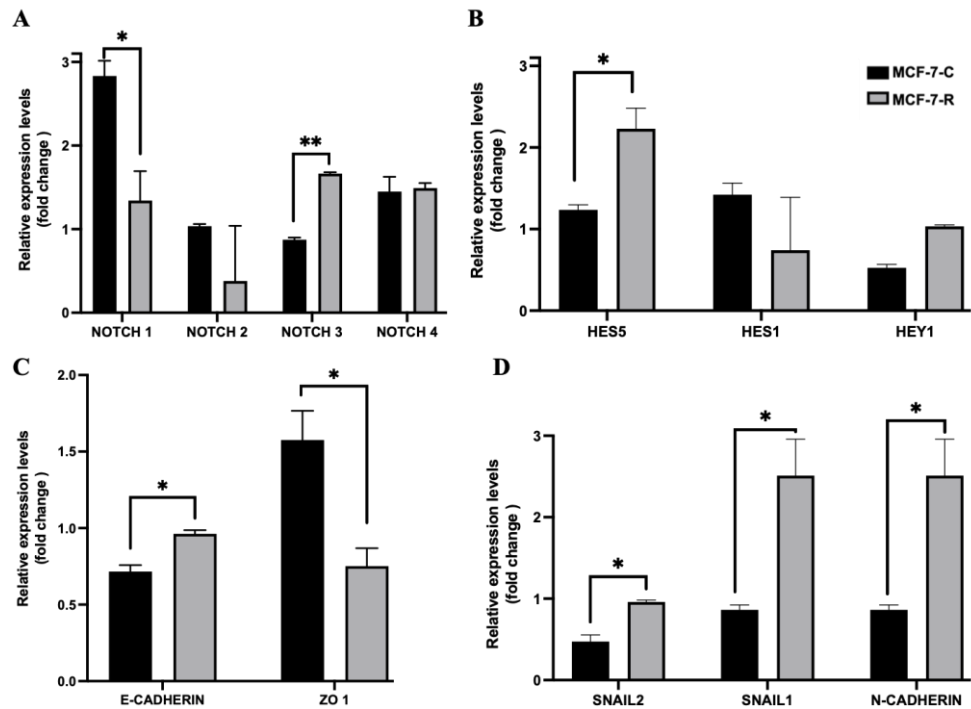 A
Relative expression levels
(fold change )
3
2
1
0
*
**
NOTCH 1 NOTCH 2 NOTCH 3 NOTCH 4
B
Relative expression levels
(fold change )
3
2
1
0
*
MCF-7-C
MCF-7-R
HES5 HES1 HEY1
C
Relative expression levels
(fold change )
2.0
1.5
1.0
0.5
0.0
*
*
E-CADHERIN ZO 1
D
Relative expression levels
(fold change )
3
2
1
0
*
*
*
SNAIL2 SNAIL1 N-CADHERIN